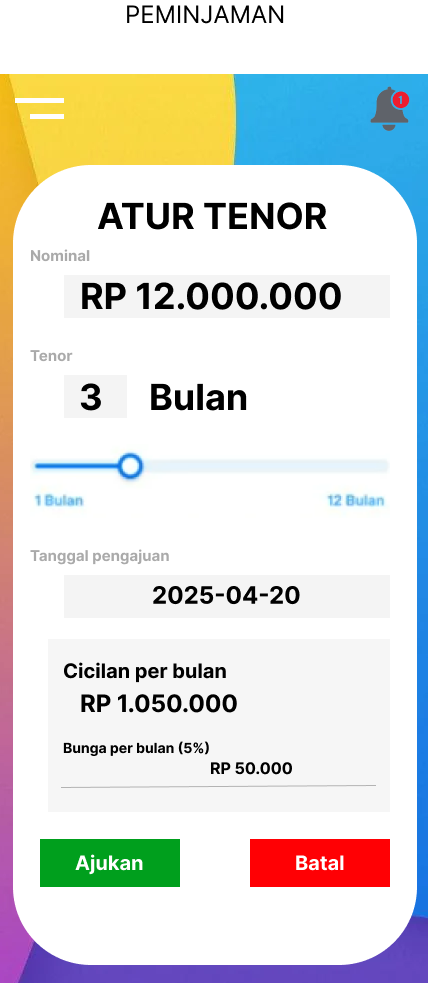 PEMINJAMAN
1
ATUR TENOR
Nominal
RP 12.000.000
Tenor
3 Bulan
1 Bulan 12 Bulan
Tanggal pengajuan
2025-04-20
Cicilan per bulan
RP 1.050.000
Bunga per bulan (5%)
RP 50.000
Ajukan Batal